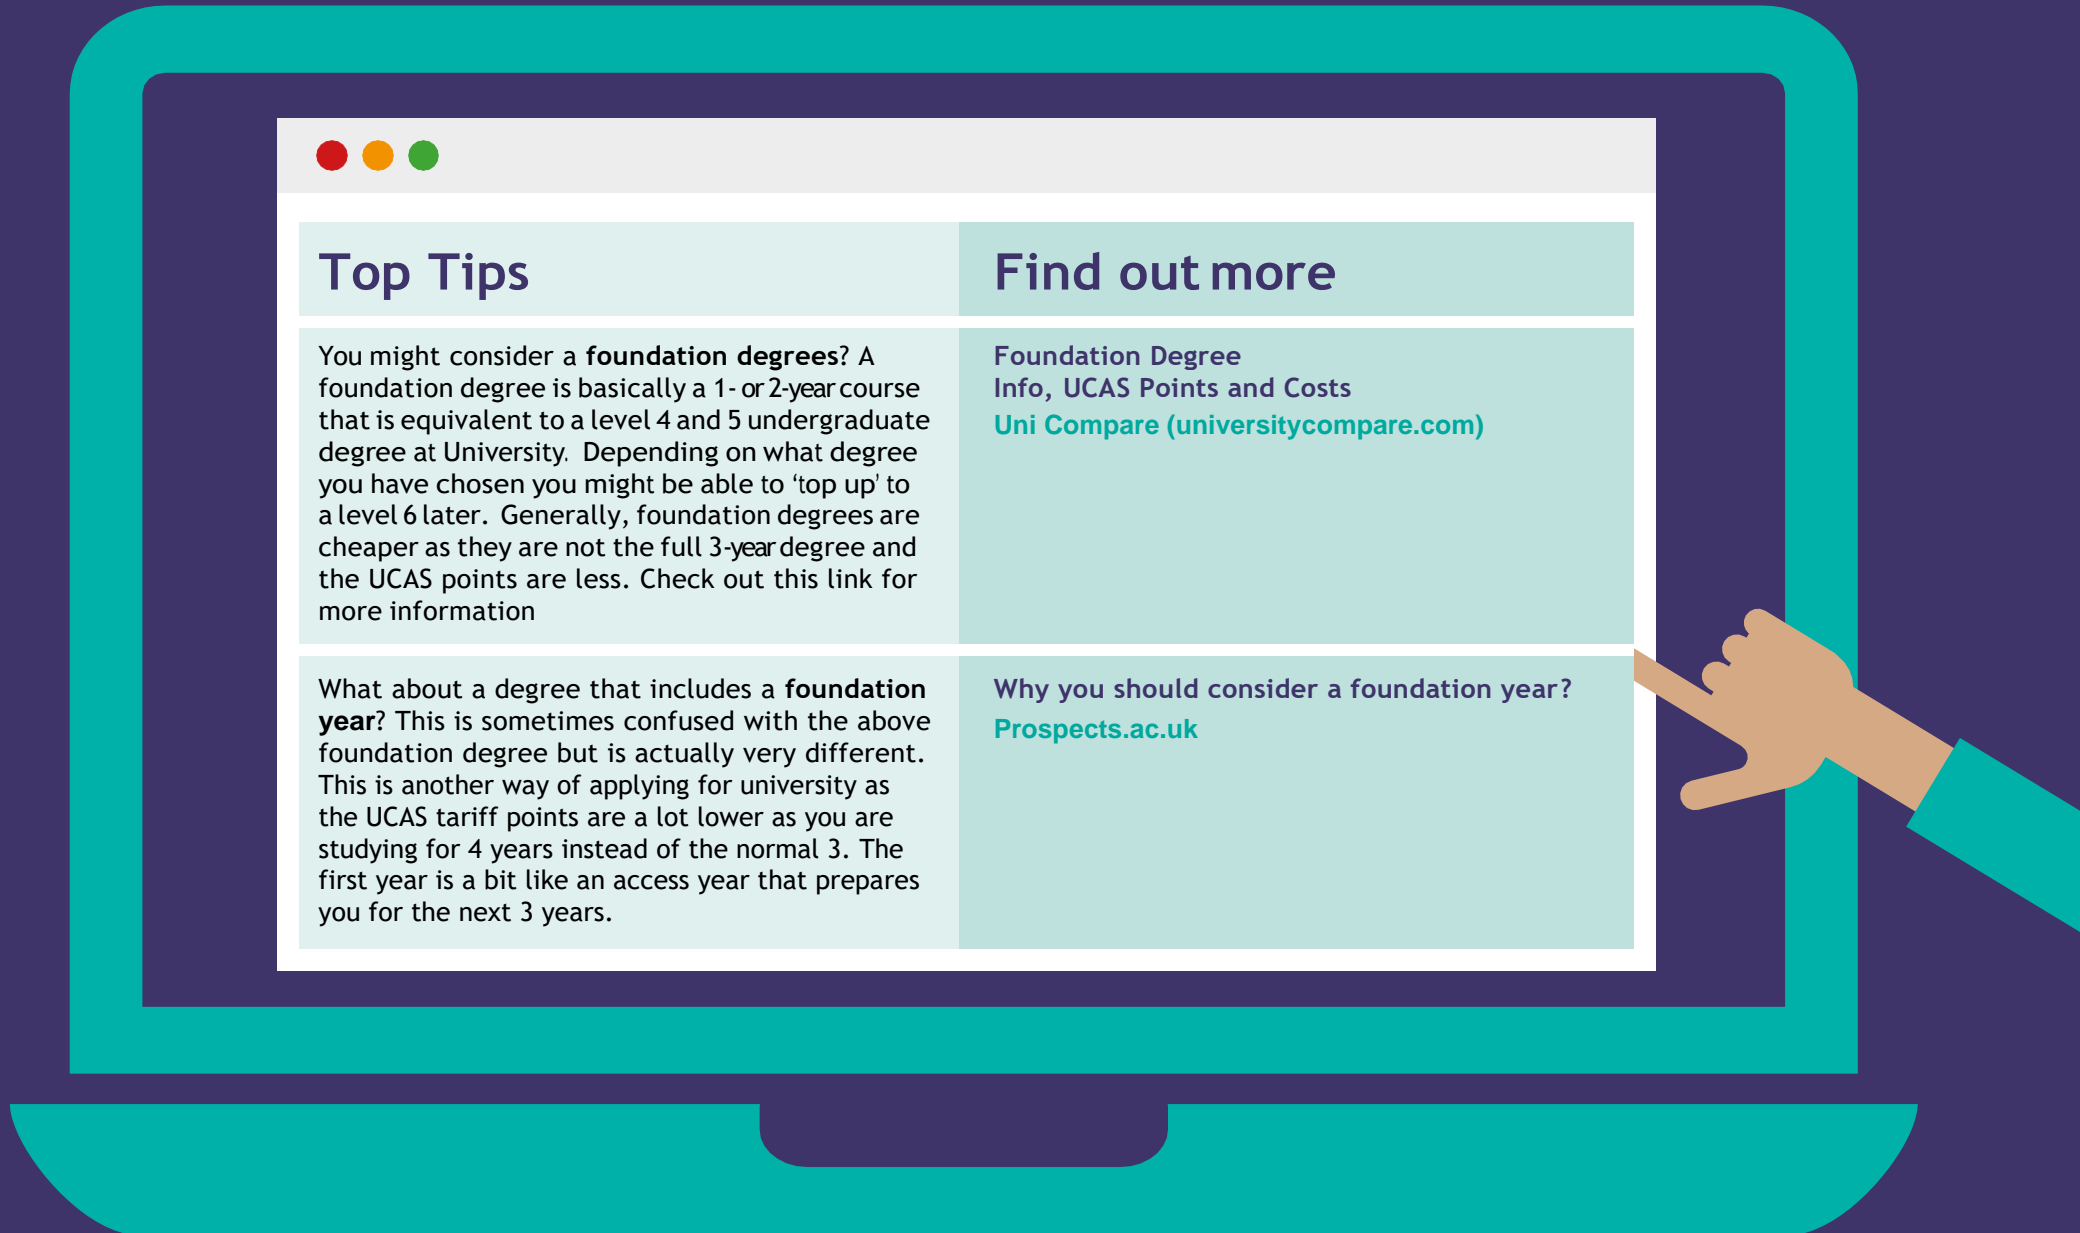 Top Tips
Find out more
You might consider a foundation degrees? A
foundation degree is basically a 1- or 2-year course
that is equivalent to a level 4 and 5 undergraduate
degree at University. Depending on what degree
you have chosen you might be able to ‘top up’ to
a level 6 later. Generally, foundation degrees are
cheaper as they are not the full 3-year degree and
the UCAS points are less. Check out this link for
more information
Foundation Degree
Info, UCAS Points and Costs
Uni Compare (universitycompare.com)
What about a degree that includes a foundation
year? This is sometimes confused with the above
foundation degree but is actually very different.
This is another way of applying for university as
the UCAS tariff points are a lot lower as you are
studying for 4 years instead of the normal 3. The
first year is a bit like an access year that prepares
you for the next 3 years.
Why you should consider a foundation year?
Prospects.ac.uk